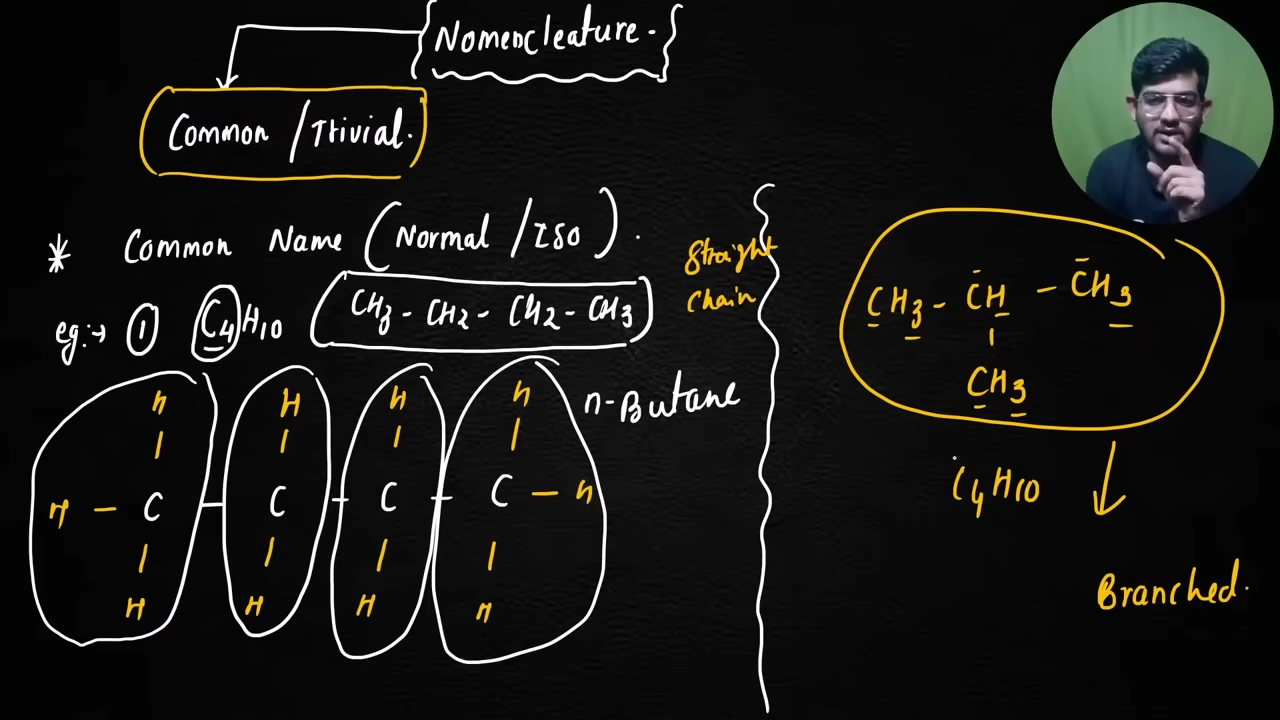 Nomencleature.
Common / Trivial.
* Common Name (Normal / ISO).
eg:→ ① C4H10 CH3 - CH2 - CH2 - CH3
Straight
Chain
n-Butane
H H H H
H - C - C - C - C - H
H H H H
CH3 - CH - CH3
CH3
C4H10
Branched.